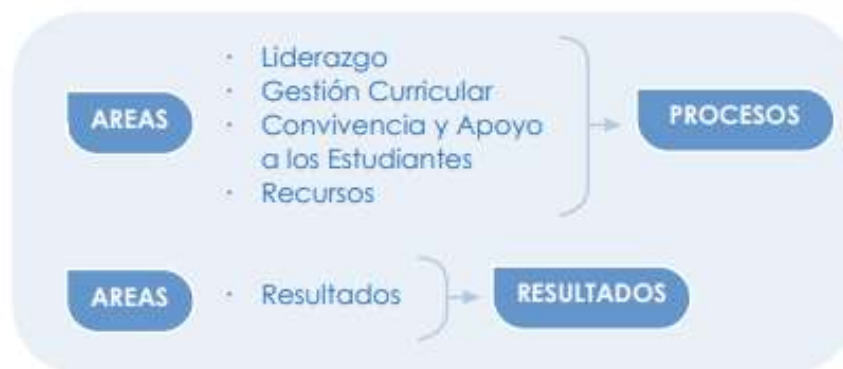 AREAS
· Liderazgo
· Gestión Curricular
· Convivencia y Apoyo
a los Estudiantes
· Recursos
PROCESOS
AREAS
· Resultados
RESULTADOS